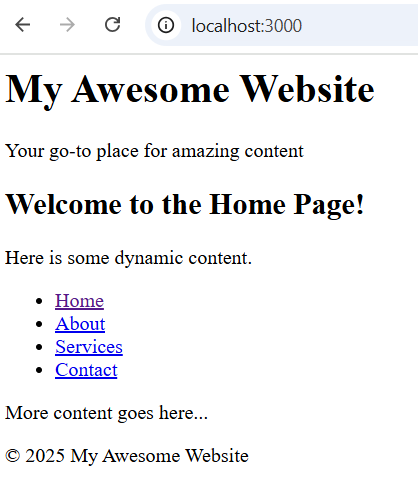 localhost:3000
My Awesome Website
Your go-to place for amazing content
Welcome to the Home Page!
Here is some dynamic content.
Home
About
Services
Contact
More content goes here...
© 2025 My Awesome Website